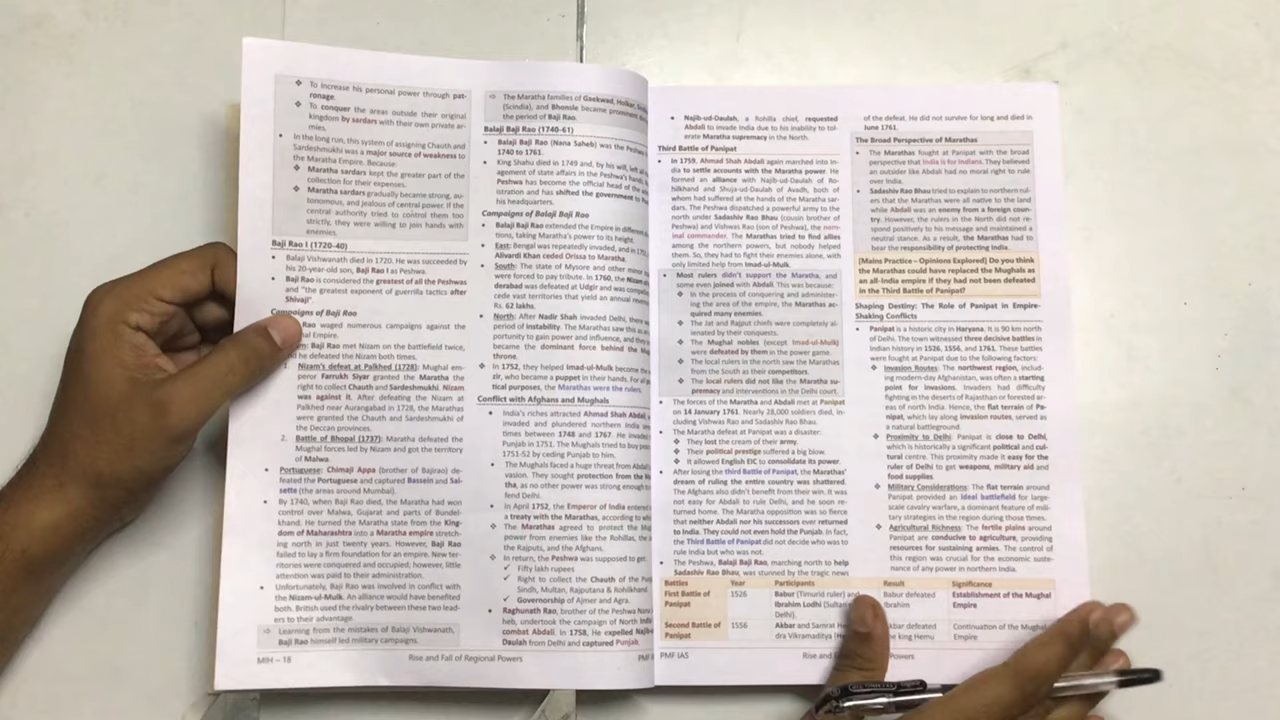 ❖ To increase his personal power through pat-
ronage.
❖ To conquer the areas outside their original
kingdom by sardars with their own private ar-
mies.
• In the long run, this system of assigning Chauth and
Sardeshmukhi was a major source of weakness to
the Maratha Empire. Because:
❖ Maratha sardars kept the greater part of the
collection for their expenses.
❖ Maratha sardars gradually became strong, au-
tonomous, and jealous of central power. If the
central authority tried to control them too
strictly, they were willing to join hands with
enemies.
Baji Rao I (1720-40)
• Balaji Vishwanath died in 1720. He was succeeded by
his 20-year-old son, Baji Rao I as Peshwa.
• Baji Rao is considered the greatest of all the Peshwas
and "the greatest exponent of guerrilla tactics after
Shivaji".
Campaigns of Baji Rao
Rao waged numerous campaigns against the
Empire.
Baji Rao met Nizam on the battlefield twice,
he defeated the Nizam both times.
1. Nizam's defeat at Palkhed (1728): Mughal em-
peror Farrukh Siyar granted the Maratha the
right to collect Chauth and Sardeshmukhi. Nizam
was against it. After defeating the Nizam at
Palkhed near Aurangabad in 1728, the Marathas
were granted the Chauth and Sardeshmukhi of
the Deccan provinces.
2. Battle of Bhopal (1737): Maratha defeated the
Mughal forces led by Nizam and got the territory
of Malwa.
• Portuguese: Chimaji Appa (brother of Bajirao) de-
feated the Portuguese and captured Bassein and Sal-
sette (the areas around Mumbai).
• By 1740, when Baji Rao died, the Maratha had won
control over Malwa, Gujarat and parts of Bundel-
khand. He turned the Maratha state from the King-
dom of Maharashtra into a Maratha empire stretch-
ing north in just twenty years. However, Baji Rao
failed to lay a firm foundation for an empire. New ter-
ritories were conquered and occupied; however, little
attention was paid to their administration.
• Unfortunately, Baji Rao was involved in conflict with
the Nizam-ul-Mulk. An alliance would have benefited
both. British used the rivalry between these two lead-
ers to their advantage.
⇨ Learning from the mistakes of Balaji Vishwanath,
Baji Rao himself led military campaigns.
MIH – 18 Rise and Fall of Regional Powers
⇨ The Maratha families of Gaekwad, Holkar,
(Scindia), and Bhonsle became prominent
the period of Baji Rao.
Balaji Baji Rao (1740-61)
• Balaji Baji Rao (Nana Saheb) was the Peshwa
1740 to 1761.
• King Shahu died in 1749 and, by his will, left
agement of state affairs in the Peshwa's hands.
Peshwa has become the official head of the
istration and has shifted the government to
his headquarters.
Campaigns of Balaji Baji Rao
• Balaji Baji Rao extended the Empire in different
tions, taking Maratha's power to its height.
• East: Bengal was repeatedly invaded, and in
Alivardi Khan ceded Orissa to Maratha.
• South: The state of Mysore and other minor
were forced to pay tribute. In 1760, the Nizam
derabad was defeated at Udgir and was
cede vast territories that yield an annual
Rs. 62 lakhs.
• North: After Nadir Shah invaded Delhi, there
period of instability. The Marathas saw this
portunity to gain power and influence, and they
became the dominant force behind the
throne.
❖ In 1752, they helped Imad-ul-Mulk become the
zir, who became a puppet in their hands. For all
tical purposes, the Marathas were the rulers.
Conflict with Afghans and Mughals
• India's riches attracted Ahmad Shah Abdali,
invaded and plundered northern India
times between 1748 and 1767. He invaded
Punjab in 1751. The Mughals tried to buy
1751-52 by ceding Punjab to him.
• The Mughals faced a huge threat from Abdali
vasion. They sought protection from the
tha, as no other power was strong enough
fend Delhi.
• In April 1752, the Emperor of India entered
a treaty with the Marathas, according to
❖ The Marathas agreed to protect the
power from enemies like the Rohillas, the
the Rajputs, and the Afghans.
❖ In return, the Peshwa was supposed to get:
✓ Fifty lakh rupees
✓ Right to collect the Chauth of the
Sindh, Multan, Rajputana & Rohilkhand
✓ Governorship of Ajmer and Agra.
• Raghunath Rao, brother of the Peshwa
heb, undertook the campaign of North
combat Abdali. In 1758, He expelled Najib-
Daulah from Delhi and captured Punjab.
• Najib-ud-Daulah, a Rohilla chief, requested
Abdali to invade India due to his inability to tol-
erate Maratha supremacy in the North.
Third Battle of Panipat
• In 1759, Ahmad Shah Abdali again marched into In-
dia to settle accounts with the Maratha power. He
formed an alliance with Najib-ud-Daulah of Ro-
hilkhand and Shuja-ud-Daulah of Avadh, both of
whom had suffered at the hands of the Maratha sar-
dars. The Peshwa dispatched a powerful army to the
north under Sadashiv Rao Bhau (cousin brother of
Peshwa) and Vishwas Rao (son of Peshwa), the nom-
inal commander. The Marathas tried to find allies
among the northern powers, but nobody helped
them. So, they had to fight their enemies alone, with
only limited help from Imad-ul-Mulk.
• Most rulers didn't support the Maratha, and
some even joined with Abdali. This was because:
❖ In the process of conquering and administer-
ing the area of the empire, the Marathas ac-
quired many enemies.
❖ The Jat and Rajput chiefs were completely al-
ienated by their conquests.
❖ The Mughal nobles (except Imad-ul-Mulk)
were defeated by them in the power game.
❖ The local rulers in the north saw the Marathas
from the South as their competitors.
❖ The local rulers did not like the Maratha su-
premacy and interventions in the Delhi court.
• The forces of the Maratha and Abdali met at Panipat
on 14 January 1761. Nearly 28,000 soldiers died, in-
cluding Vishwas Rao and Sadashiv Rao Bhau.
• The Maratha defeat at Panipat was a disaster:
❖ They lost the cream of their army.
❖ Their political prestige suffered a big blow.
❖ It allowed English EIC to consolidate its power.
• After losing the third Battle of Panipat, the Marathas'
dream of ruling the entire country was shattered.
The Afghans also didn't benefit from their win. It was
not easy for Abdali to rule Delhi, and he soon re-
turned home. The Maratha opposition was so fierce
that neither Abdali nor his successors ever returned
to India. They could not even hold the Punjab. In fact,
the Third Battle of Panipat did not decide who was to
rule India but who was not.
• The Peshwa, Balaji Baji Rao, marching north to help
Sadashiv Rao Bhau, was stunned by the tragic news
of the defeat. He did not survive for long and died in
June 1761.
The Broad Perspective of Marathas
• The Marathas fought at Panipat with the broad
perspective that India is for Indians. They believed
an outsider like Abdali had no moral right to rule
over India.
• Sadashiv Rao Bhau tried to explain to northern rul-
ers that the Marathas were all native to the land
while Abdali was an enemy from a foreign coun-
try. However, the rulers in the North did not re-
spond positively to his message and maintained a
neutral stance. As a result, the Marathas had to
bear the responsibility of protecting India.
[Mains Practice – Opinions Explored] Do you think
the Marathas could have replaced the Mughals as
an all-India empire if they had not been defeated
in the Third Battle of Panipat?
Shaping Destiny: The Role of Panipat in Empire-
Shaking Conflicts
• Panipat is a historic city in Haryana. It is 90 km north
of Delhi. The town witnessed three decisive battles in
Indian history in 1526, 1556, and 1761. These battles
were fought at Panipat due to the following factors:
❖ Invasion Routes: The northwest region, includ-
ing modern-day Afghanistan, was often a starting
point for invasions. Invaders had difficulty
fighting in the deserts of Rajasthan or forested ar-
eas of north India. Hence, the flat terrain of Pa-
nipat, which lay along invasion routes, served as
a natural battleground.
❖ Proximity to Delhi: Panipat is close to Delhi,
which is historically a significant political and cul-
tural centre. This proximity made it easy for the
ruler of Delhi to get weapons, military aid and
food supplies.
❖ Military Considerations: The flat terrain around
Panipat provided an ideal battlefield for large-
scale cavalry warfare, a dominant feature of mili-
tary strategies in the region during those times.
❖ Agricultural Richness: The fertile plains around
Panipat are conducive to agriculture, providing
resources for sustaining armies. The control of
this region was crucial for the economic suste-
nance of any power in northern India.
Battles Year Participants Result Significance
First Battle of Panipat 1526 Babur (Timurid ruler) and Ibrahim Lodhi (Sultan Delhi). Babur defeated Ibrahim Establishment of the Mughal Empire
Second Battle of Panipat 1556 Akbar and Samrat dra Vikramaditya defeated king Hemu Continuation of the Mughal Empire
PMF IAS Powers